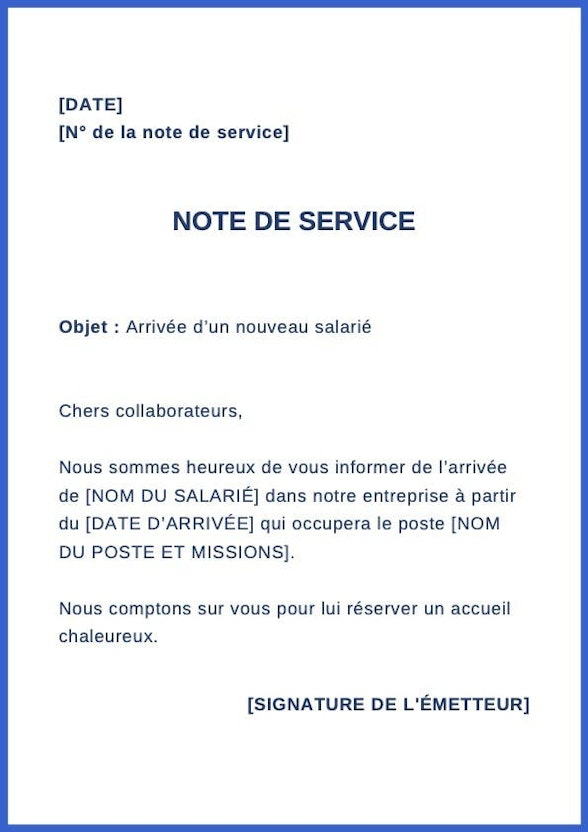 [DATE]
[N° de la note de service]
NOTE DE SERVICE
Objet : Arrivée d’un nouveau salarié
Chers collaborateurs,
Nous sommes heureux de vous informer de l’arrivée
de [NOM DU SALARIÉ] dans notre entreprise à partir
du [DATE D’ARRIVÉE] qui occupera le poste [NOM
DU POSTE ET MISSIONS].
Nous comptons sur vous pour lui réserver un accueil
chaleureux.
[SIGNATURE DE L'ÉMETTEUR]